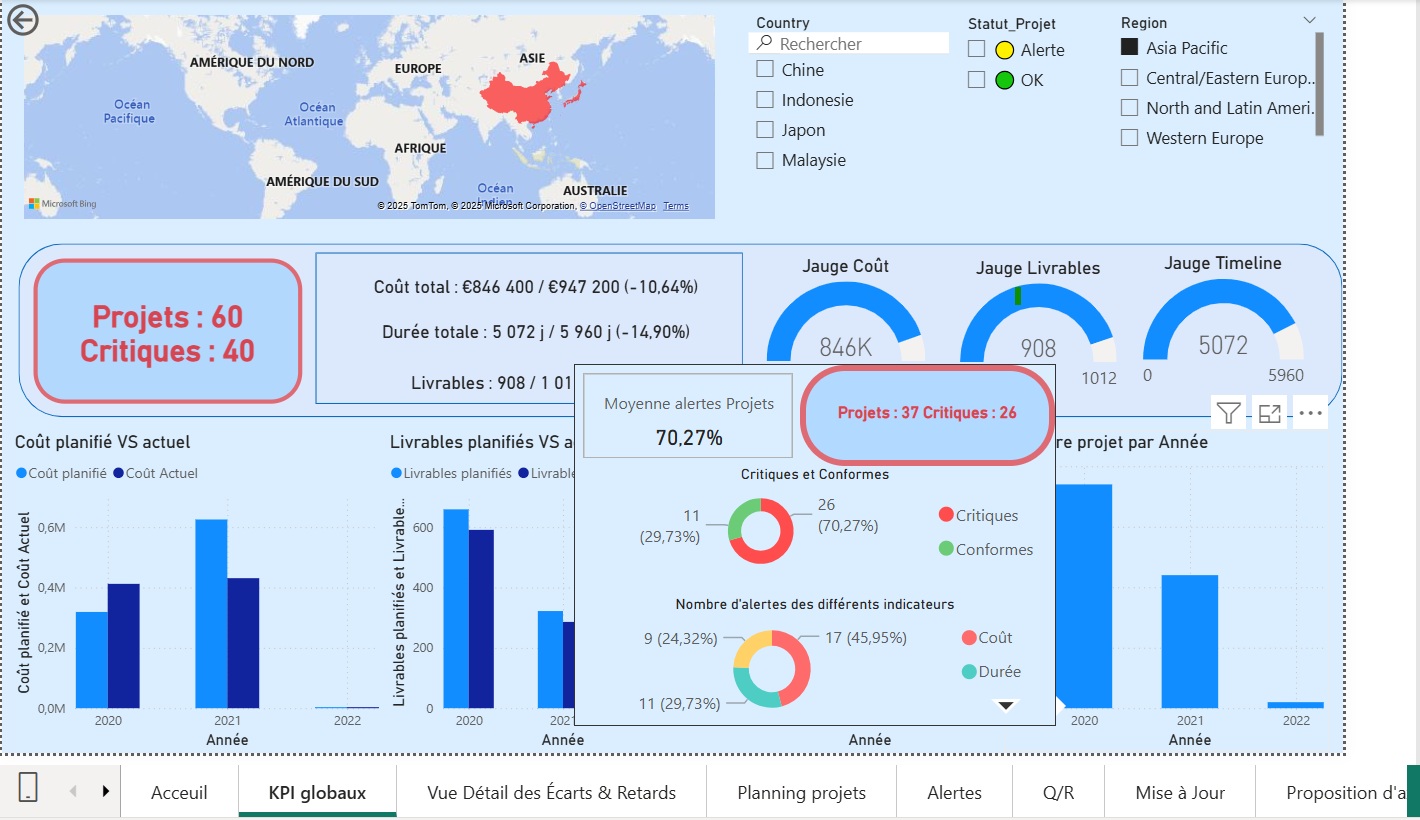 AMÉRIQUE DU NORD
EUROPE
ASIE
Océan
Pacifique
Océan
Atlantique
AFRIQUE
AMÉRIQUE DU SUD
Océan
Indien
AUSTRALIE
Microsoft Bing
© 2025 TomTom, © 2025 Microsoft Corporation, © OpenStreetMap Terms
Country
Rechercher
Chine
Indonesie
Japon
Malaysie
Statut_Projet
Alerte
OK
Region
Asia Pacific
Central/Eastern Europ...
North and Latin Ameri...
Western Europe
Projets : 60
Critiques : 40
Coût total : €846 400 / €947 200 (-10,64%)
Durée totale : 5 072 j / 5 960 j (-14,90%)
Livrables : 908 / 1 01
Jauge Coût
846K
Jauge Livrables
908
1012
Jauge Timeline
5072
0
5960
Moyenne alertes Projets
70,27%
Projets : 37 Critiques : 26
Critiques et Conformes
11
(29,73%)
26
(70,27%)
Critiques
Conformes
Nombre d'alertes des différents indicateurs
9 (24,32%)
17 (45,95%)
11 (29,73%)
Coût
Durée
Coût planifié VS actuel
Coût planifié
Coût Actuel
Coût planifié et Coût Actuel
0,6M
0,4M
0,2M
0,0M
2020
2021
2022
Année
Livrables planifiés VS a
Livrables planifiés
Livrable
Livrables planifiés et Livrable...
600
400
200
0
2020
2021
Année
Année
re projet par Année
2020
2021
2022
Année
Acceuil
KPI globaux
Vue Détail des Écarts & Retards
Planning projets
Alertes
Q/R
Mise à Jour
Proposition d'a